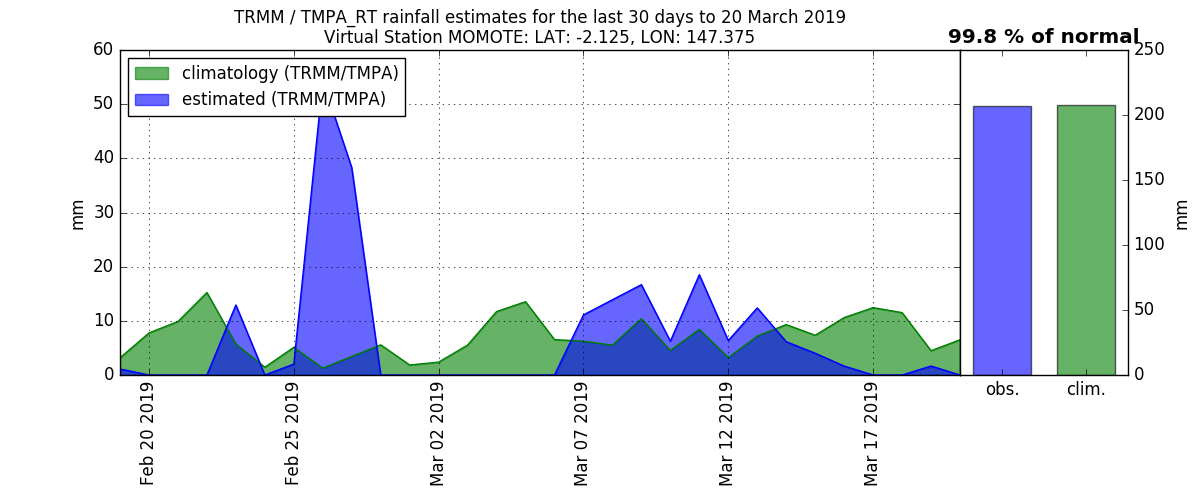 TRMM / TMPA_RT rainfall estimates for the last 30 days to 20 March 2019
Virtual Station MOMOTE: LAT: -2.125, LON: 147.375
99.8 % of normal
climatology (TRMM/TMPA)
estimated (TRMM/TMPA)
60
50
40
30
20
10
0
mm
250
200
150
100
50
0
mm
Feb 20 2019
Feb 25 2019
Mar 02 2019
Mar 07 2019
Mar 12 2019
Mar 17 2019
obs.
clim.